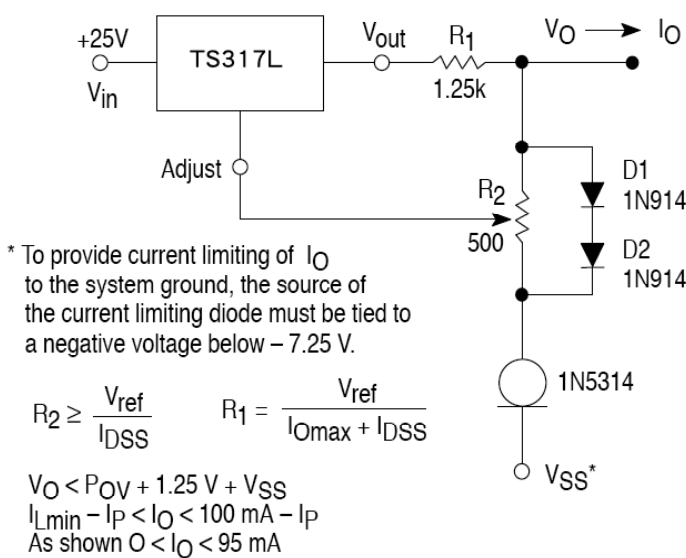 +25V
Vin
TS317L
Vout
R1
1.25k
VO
IO
Adjust
R2
500
D1
1N914
D2
1N914
* To provide current limiting of IO
to the system ground, the source of
the current limiting diode must be tied to
a negative voltage below – 7.25 V.
1N5314
R2 ≥ Vref / IDSS
R1 = Vref / IOmax + IDSS
VSS*
VO < POV + 1.25 V + VSS
ILmin – IP < IO < 100 mA – IP
As shown O < IO < 95 mA